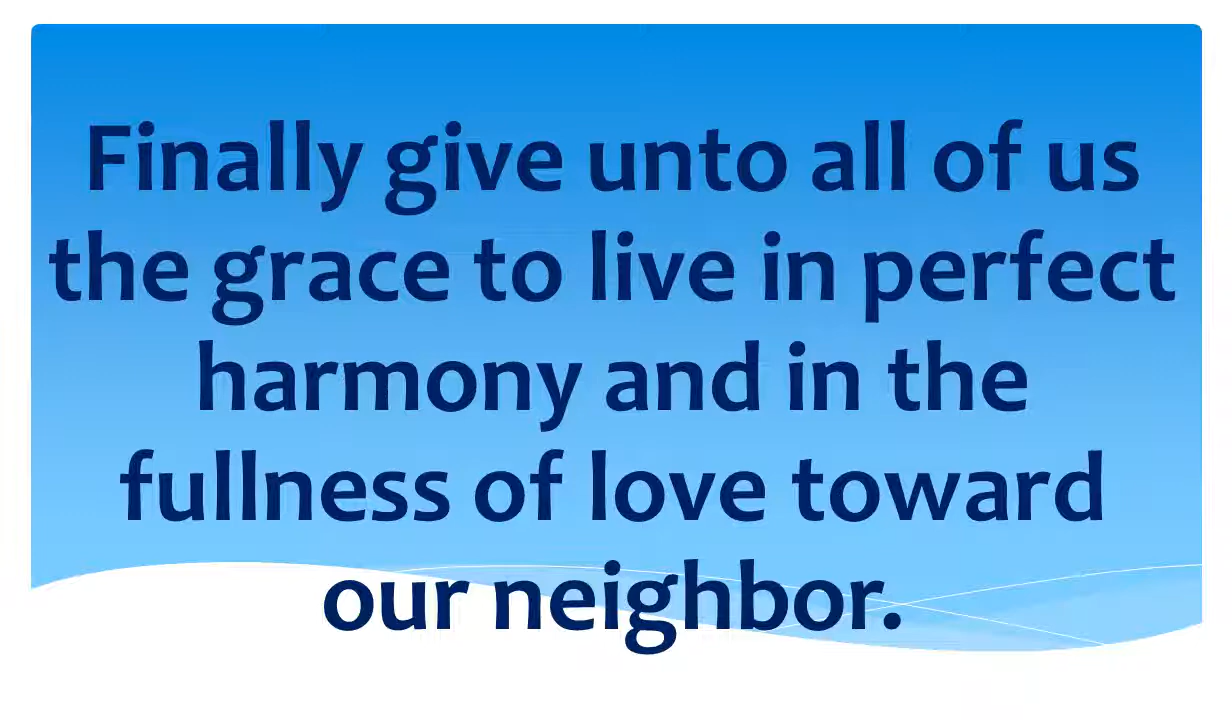 Finally give unto all of us
the grace to live in perfect
harmony and in the
fullness of love toward
our neighbor.